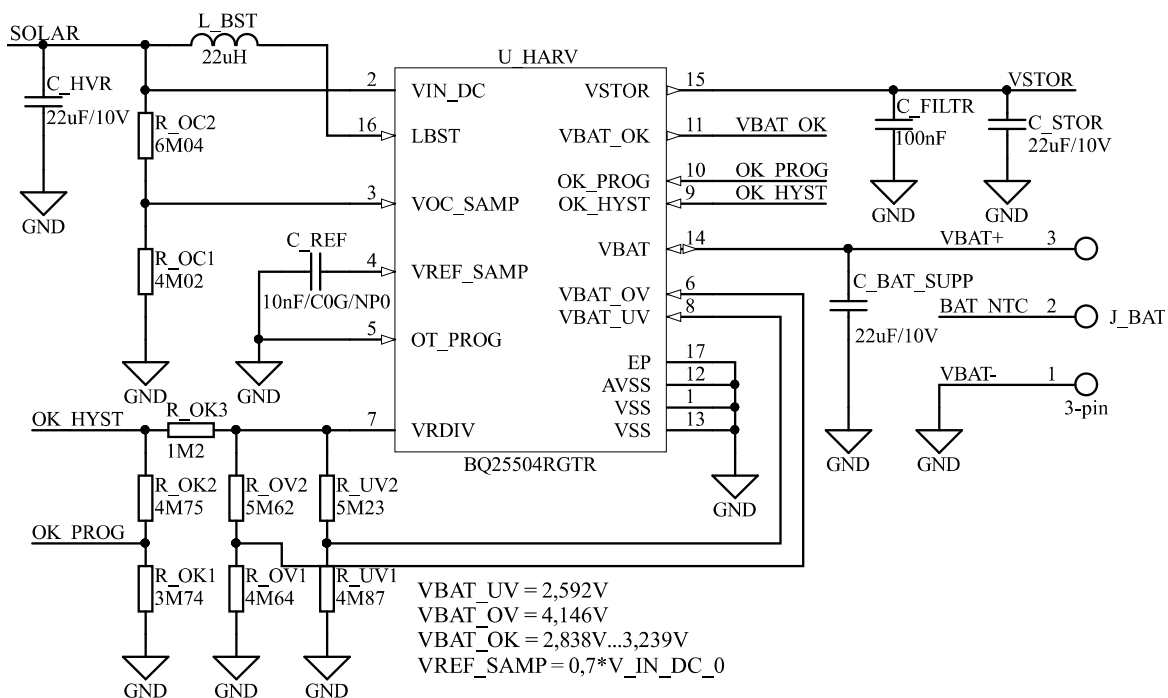 SOLAR
L_BST
22uH
C_HVR
22uF/10V
GND
R_OC2
6M04
R_OC1
4M02
GND
U_HARV
2 VIN_DC
16 LBST
3 VOC_SAMP
4 VREF_SAMP
5 OT_PROG
7 VRDIV
VSTOR 15
VBAT_OK 11 VBAT_OK
OK_PROG 10 OK_PROG
OK_HYST 9 OK_HYST
VBAT 14
VBAT_OV 6
VBAT_UV 8
EP 17
AVSS 12
VSS 1
VSS 13
BQ25504RGTR
GND
C_REF
10nF/C0G/NP0
GND
VSTOR
C_FILTR
100nF
GND
C_STOR
22uF/10V
GND
VBAT+ 3
C_BAT_SUPP
22uF/10V
GND
BAT_NTC 2
J_BAT
VBAT- 1
3-pin
GND
OK_HYST
R_OK3
1M2
R_OK2
4M75
R_OV2
5M62
R_UV2
5M23
OK_PROG
R_OK1
3M74
R_OV1
4M64
R_UV1
4M87
GND
GND
GND
VBAT_UV = 2,592V
VBAT_OV = 4,146V
VBAT_OK = 2,838V...3,239V
VREF_SAMP = 0,7*V_IN_DC_0